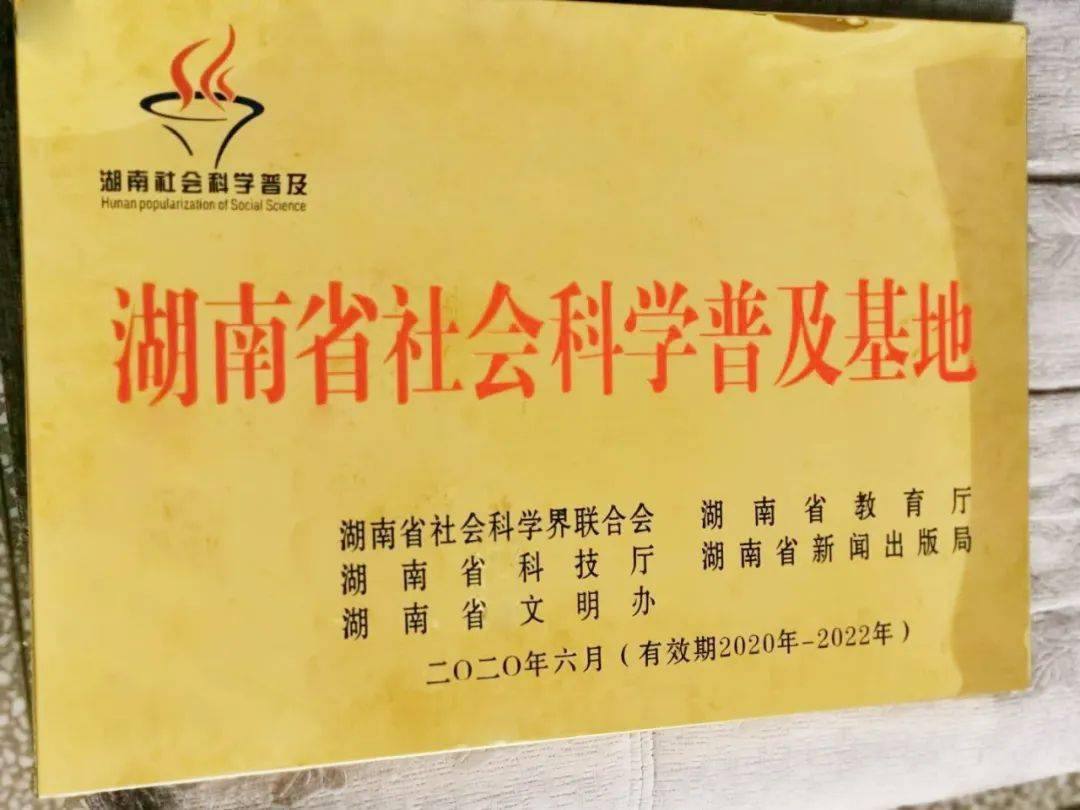 湖南社会科学普及
Hunan popularization of Social Science
湖南省社会科学普及基地
湖南省社会科学界联合会 湖南省教育厅
湖南省科技厅 湖南省新闻出版局
湖南省文明办
二〇二〇年六月（有效期2020年-2022年）